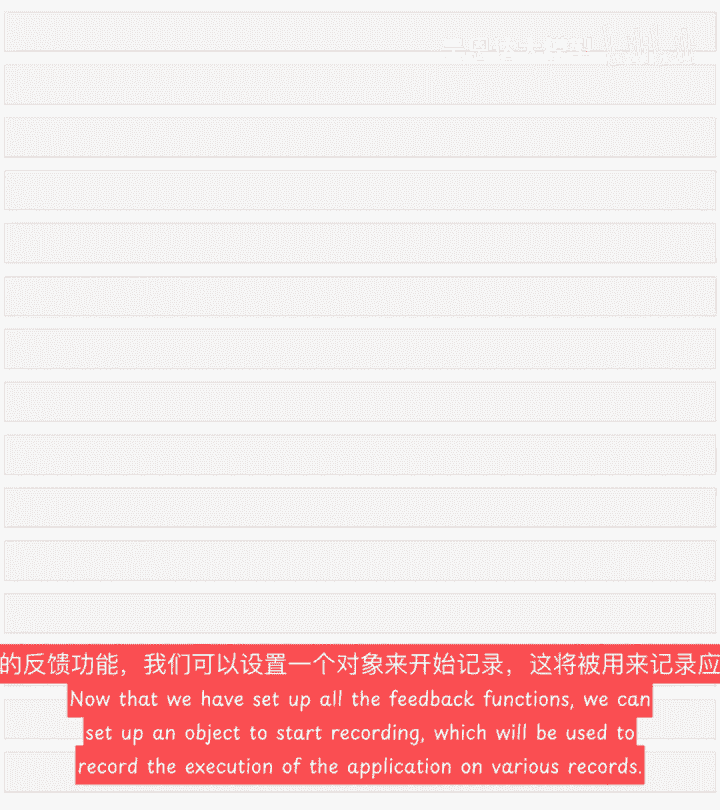 的反馈功能，我们可以设置一个对象来开始记录，这将被用来记录应
Now that we have set up all the feedback functions, we can
set up an object to start recording, which will be used to
record the execution of the application on various records.